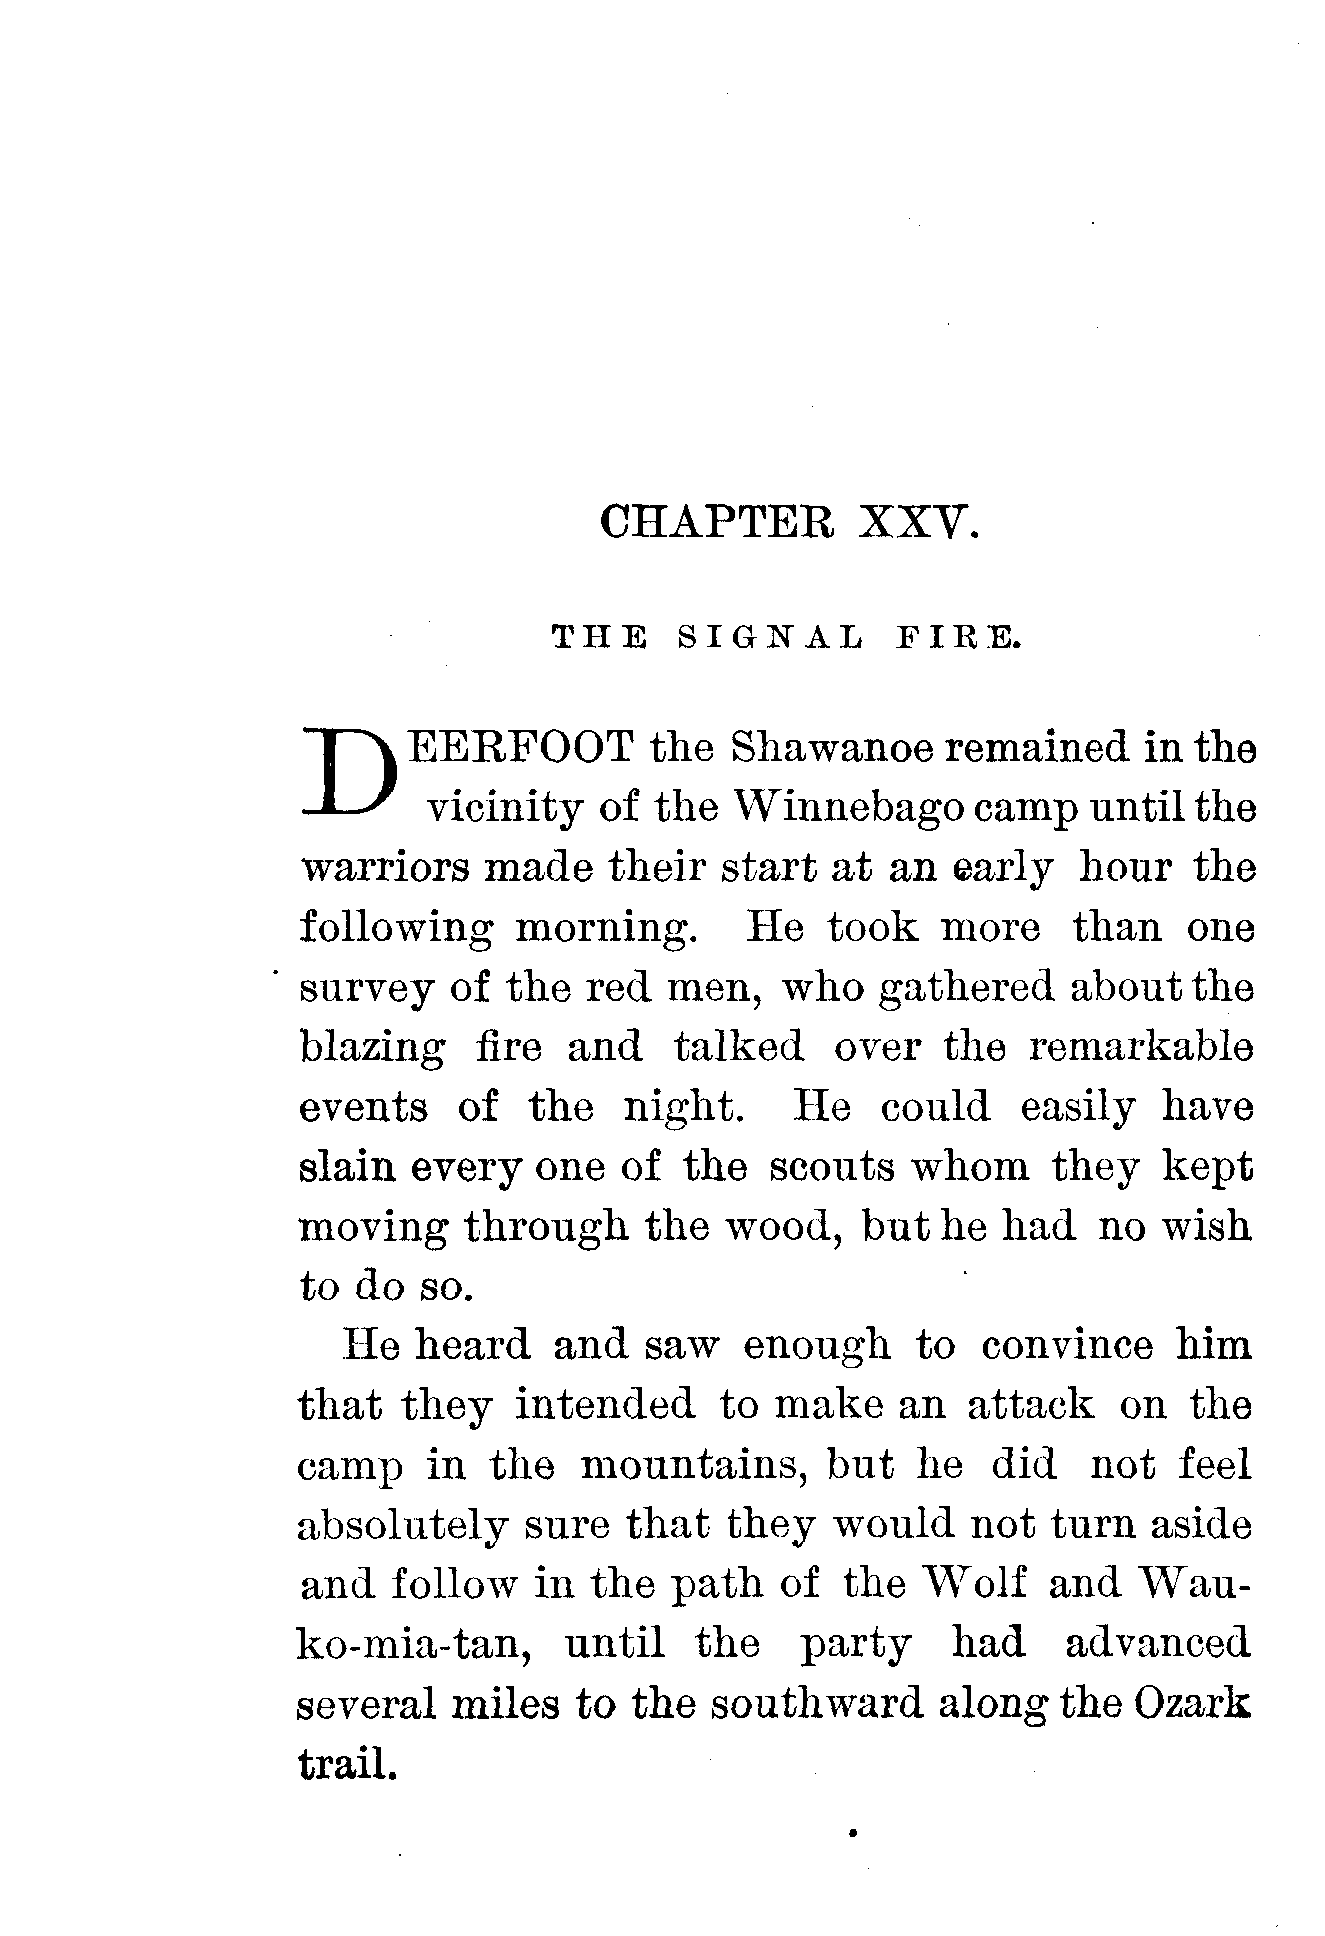 CHAPTER XXV.
THE SIGNAL FIRE.
DEERFOOT the Shawanoe remained in the
vicinity of the Winnebago camp until the
warriors made their start at an early hour the
following morning. He took more than one
survey of the red men, who gathered about the
blazing fire and talked over the remarkable
events of the night. He could easily have
slain every one of the scouts whom they kept
moving through the wood, but he had no wish
to do so.
He heard and saw enough to convince him
that they intended to make an attack on the
camp in the mountains, but he did not feel
absolutely sure that they would not turn aside
and follow in the path of the Wolf and Wau-
ko-mia-tan, until the party had advanced
several miles to the southward along the Ozark
trail.